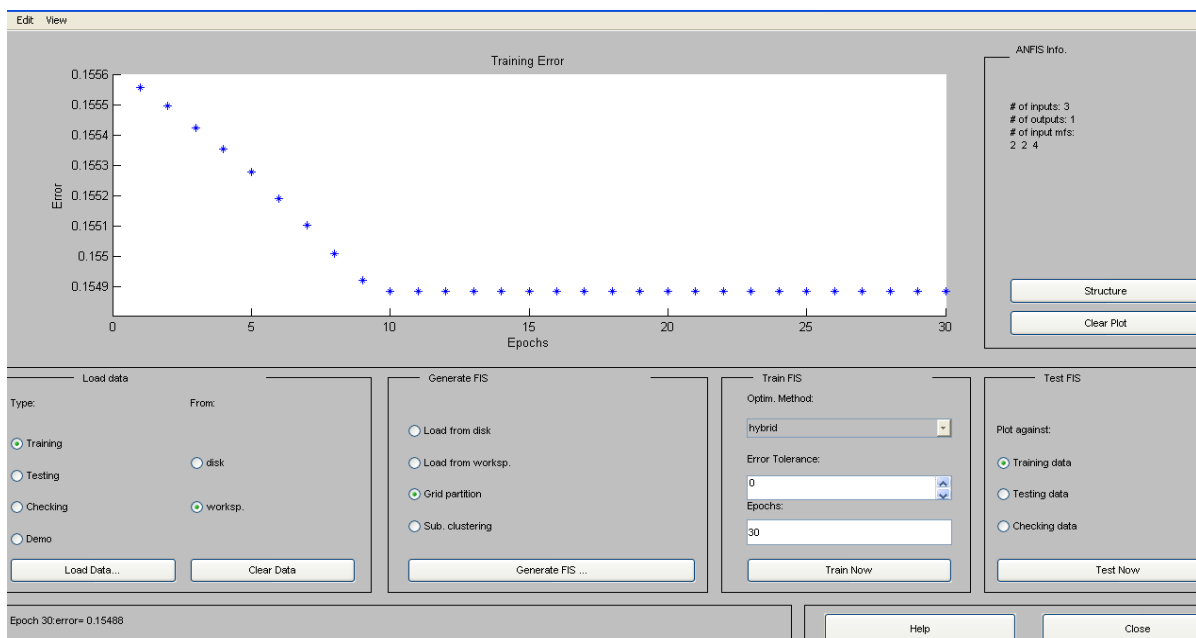 Edit View
Training Error
0.1556
0.1555
0.1554
0.1553
0.1552
0.1551
0.155
0.1549
Error
0 5 10 15 20 25 30
Epochs
ANFIS Info.
# of inputs: 3
# of outputs: 1
# of input mfs:
2 2 4
Structure
Clear Plot
Load data
Type:
From:
Training
Testing
Checking
Demo
disk
worksp.
Load Data...
Clear Data
Generate FIS
Load from disk
Load from worksp.
Grid partition
Sub. clustering
Generate FIS ...
Train FIS
Optim. Method:
hybrid
Error Tolerance:
0
Epochs:
30
Train Now
Test FIS
Plot against:
Training data
Testing data
Checking data
Test Now
Epoch 30:error= 0.15488
Help
Close